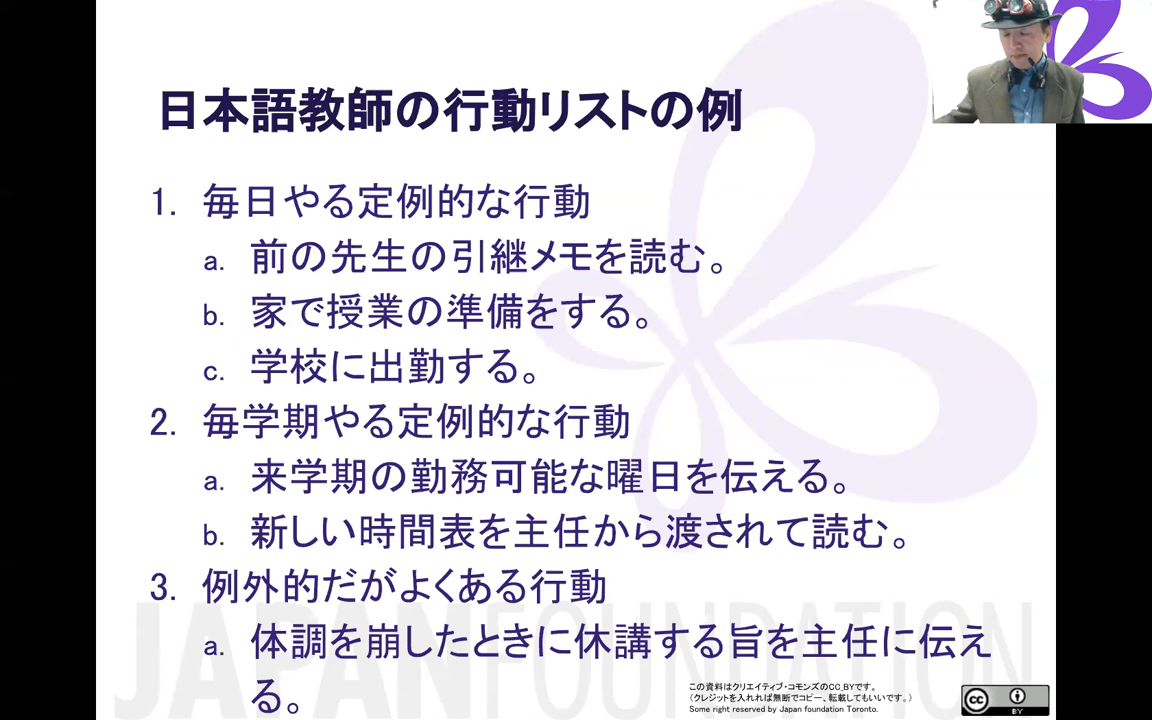 日本語教師の行動リストの例
1. 毎日やる定例的な行動
a. 前の先生の引継メモを読む。
b. 家で授業の準備をする。
c. 学校に出勤する。
2. 毎学期やる定例的な行動
a. 来学期の勤務可能な曜日を伝える。
b. 新しい時間表を主任から渡されて読む。
3. 例外的だがよくある行動
a. 体調を崩したときに休講する旨を主任に伝え
る。
JAPANFOUNDATION
この資料はクリエイティブ・コモンズのCC_BYです。
（クレジットを入れれば無断でコピー、転載してもいいです。）
Some right reserved by Japan foundation Toronto.
cc
BY